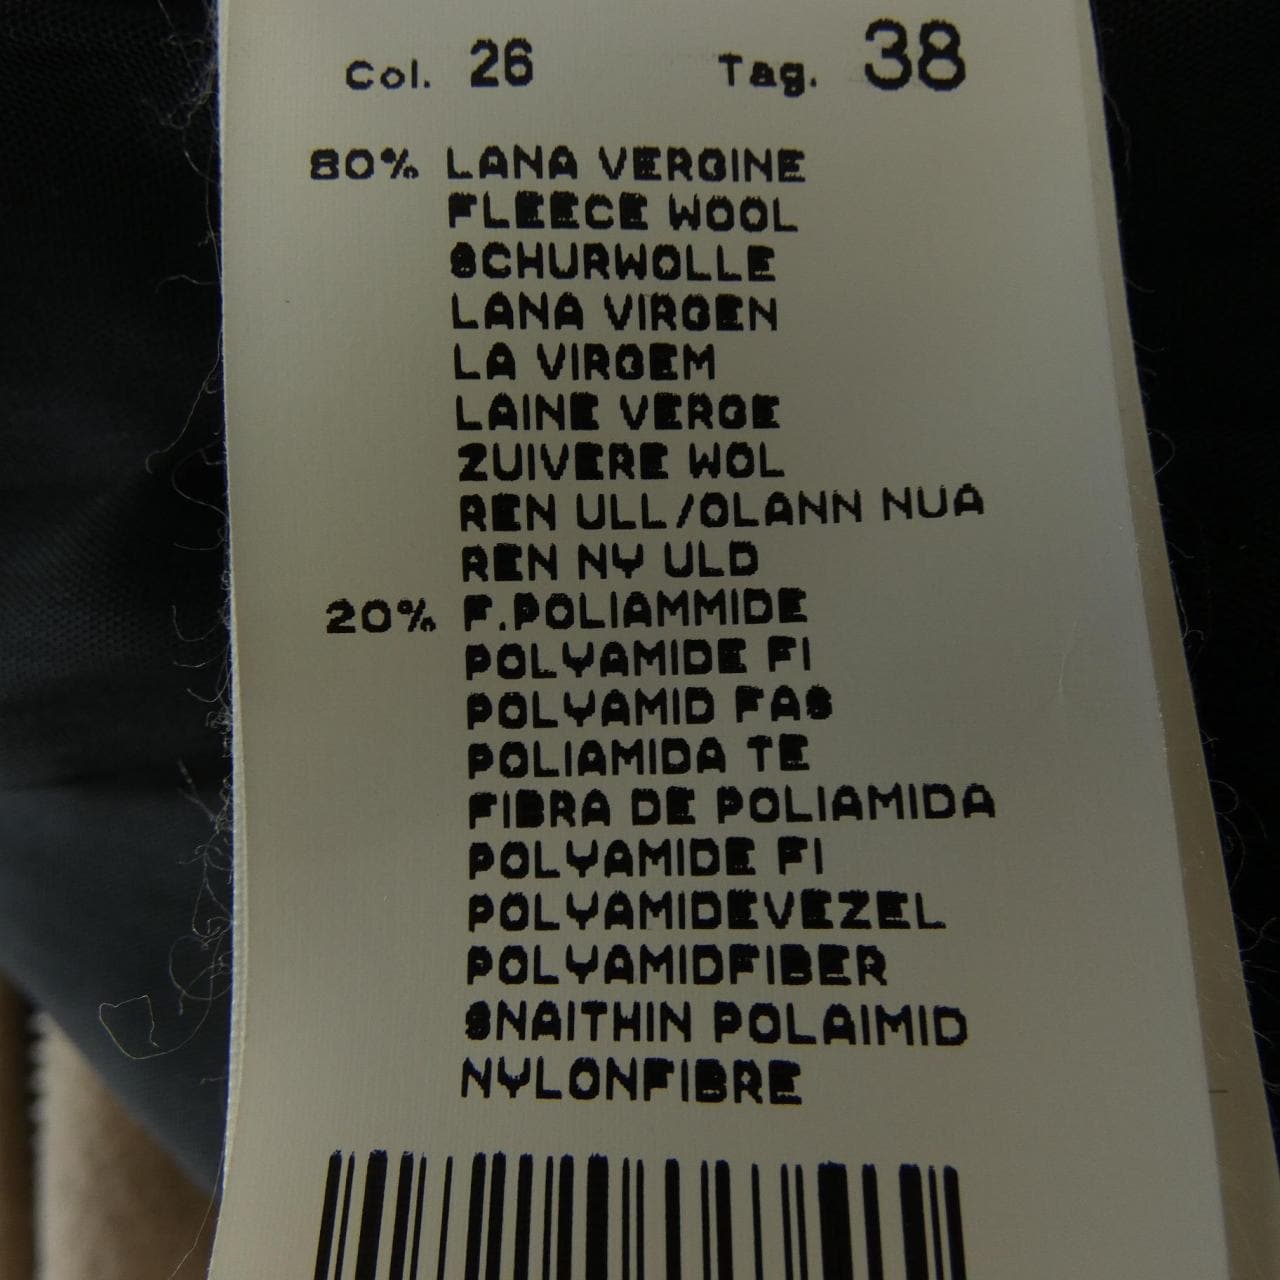 Col. 26 Tag. 38
80% LANA VERGINE
FLEECE WOOL
SCHURWOLLE
LANA VIRGEN
LA VIRGEM
LAINE VERGE
ZUIVERE WOL
REN ULL/OLANN NUA
REN NY ULD
20% F.POLIAMMIDE
POLYAMIDE FI
POLYAMID FAS
POLIAMIDA TE
FIBRA DE POLIAMIDA
POLYAMIDE FI
POLYAMIDEVEZEL
POLYAMIDFIBER
SNAITHIN POLAIMID
NYLONFIBRE